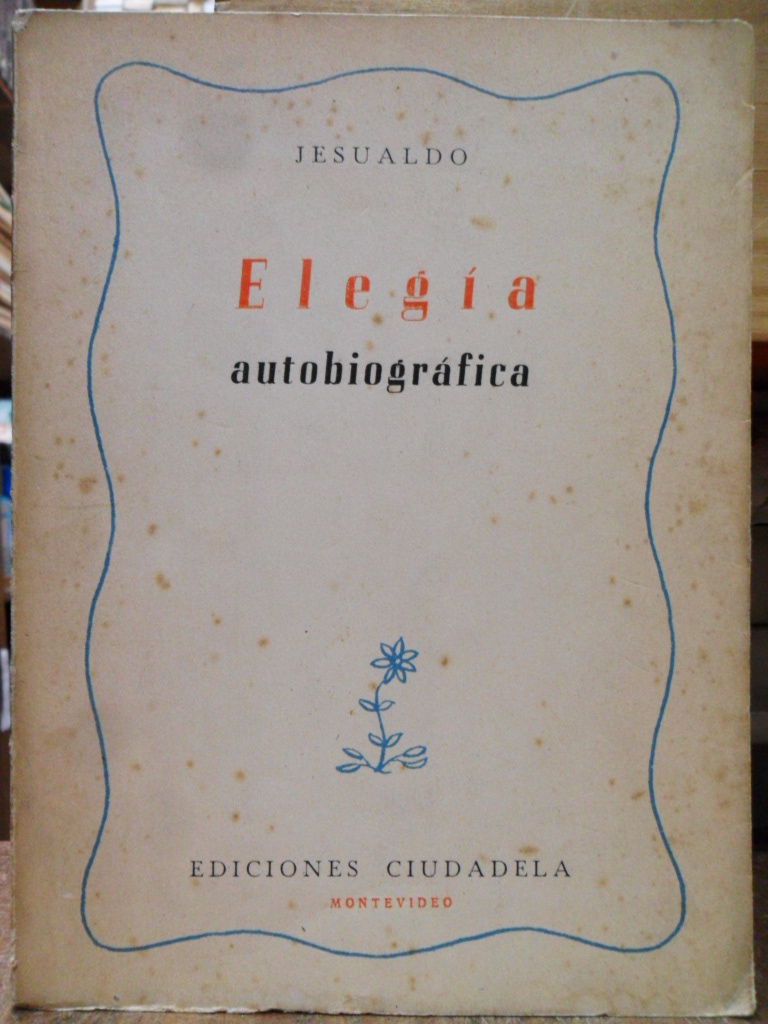 JESUALDO
Elegía
autobiográfica
EDICIONES CIUDADELA
MONTEVIDEO